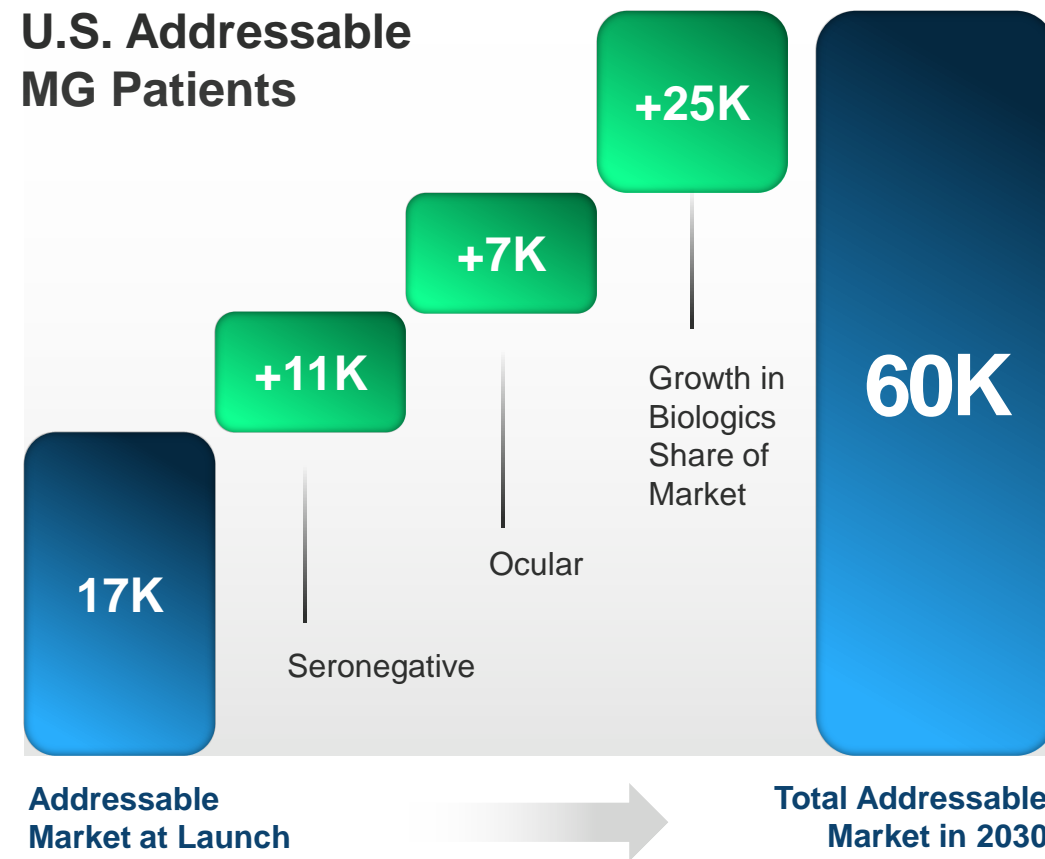 U.S. Addressable
MG Patients
+25K
+7K
+11K
60K
17K
Growth in
Biologics
Share of
Market
Ocular
Seronegative
Addressable
Market at Launch
Total Addressable
Market in 2030